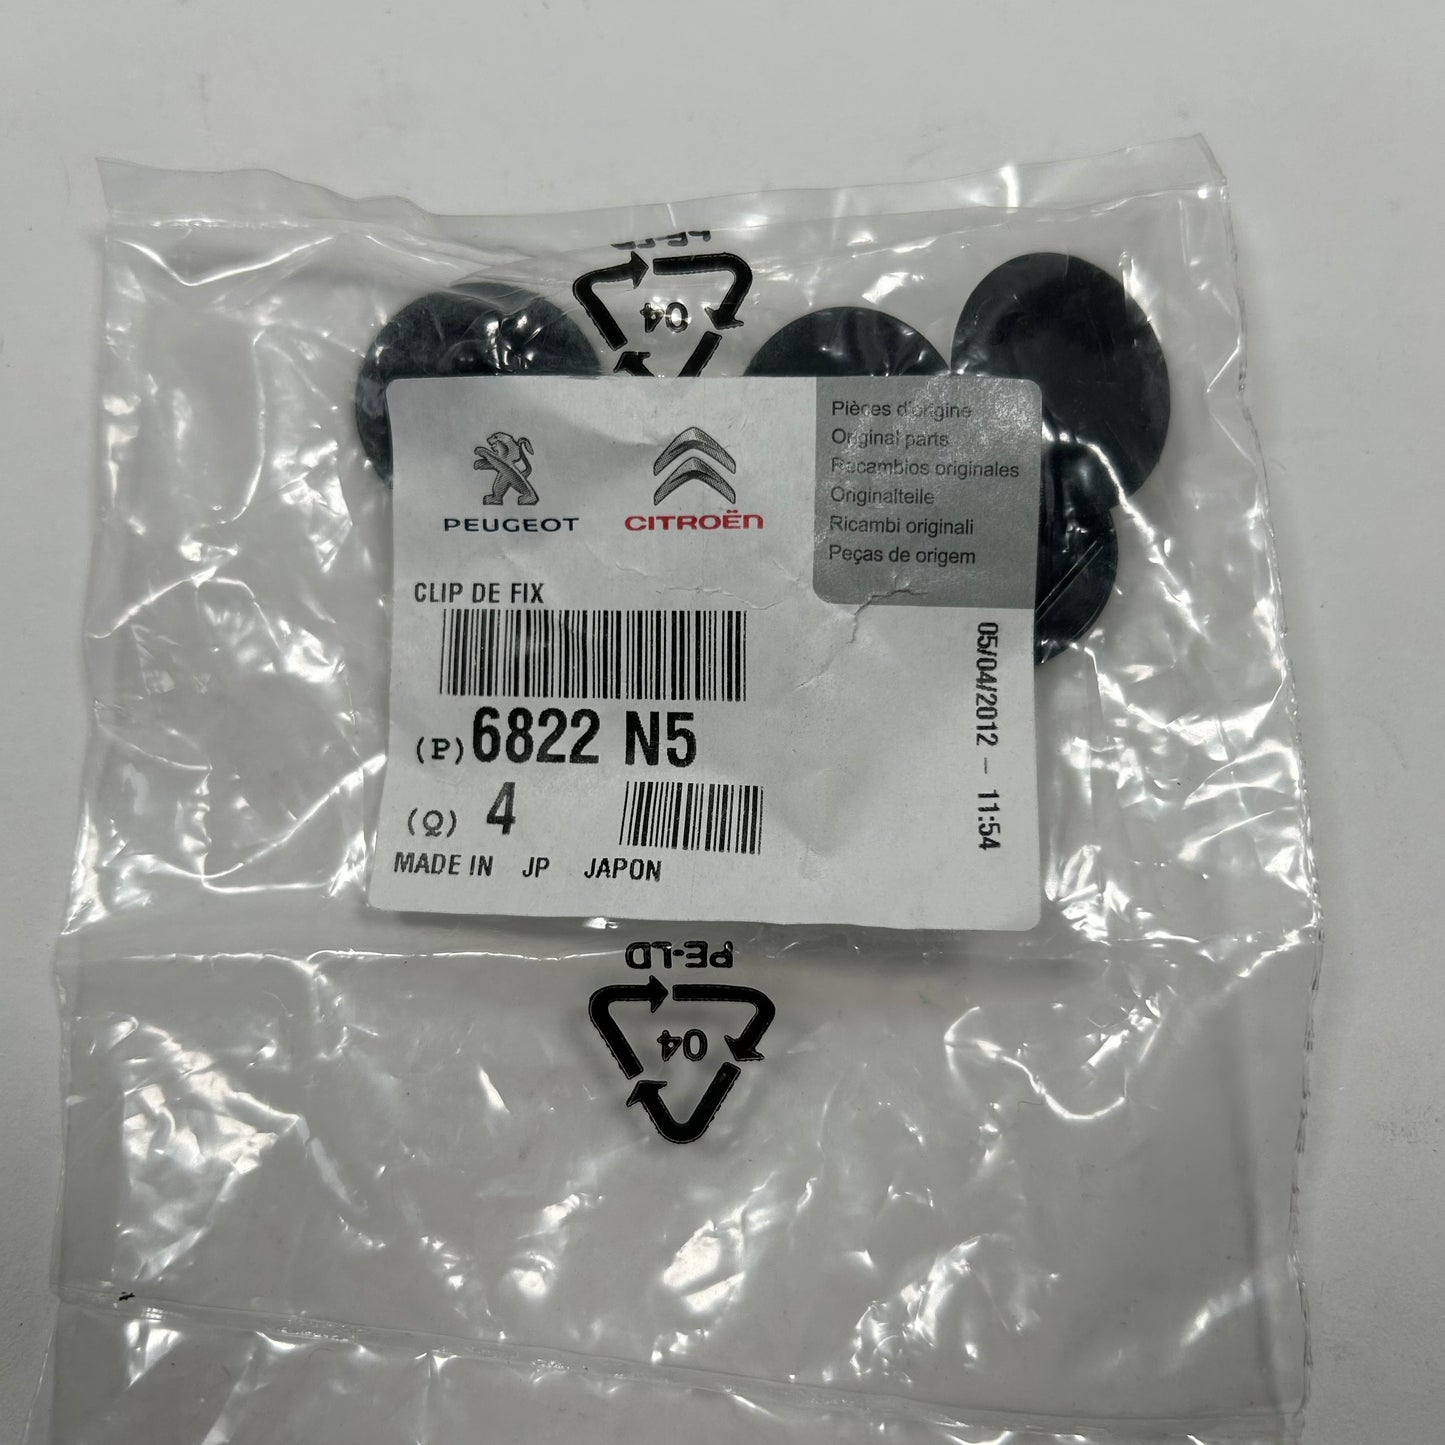 PE-LD
04
PEUGEOT
CITROËN
Pièces d'origine
Original parts
Recambios originales
Originalteile
Ricambi originali
Peças de origem
CLIP DE FIX
(P) 6822 N5
(Q) 4
MADE IN JP JAPON
05/04/2012 – 11:54
PE-LD
04